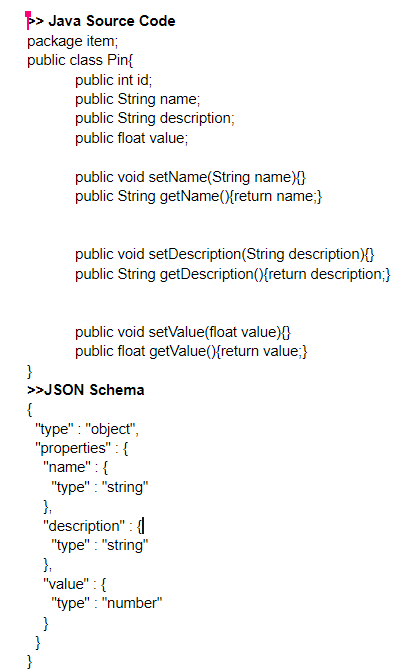 >> Java Source Code
package item;
public class Pin{
public int id;
public String name;
public String description;
public float value;
public void setName(String name){}
public String getName(){return name;}
public void setDescription(String description){}
public String getDescription(){return description;}
public void setValue(float value){}
public float getValue(){return value;}
}
>>JSON Schema
{
"type" : "object",
"properties" : {
"name" : {
"type" : "string"
},
"description" : {
"type" : "string"
},
"value" : {
"type" : "number"
}
}
}